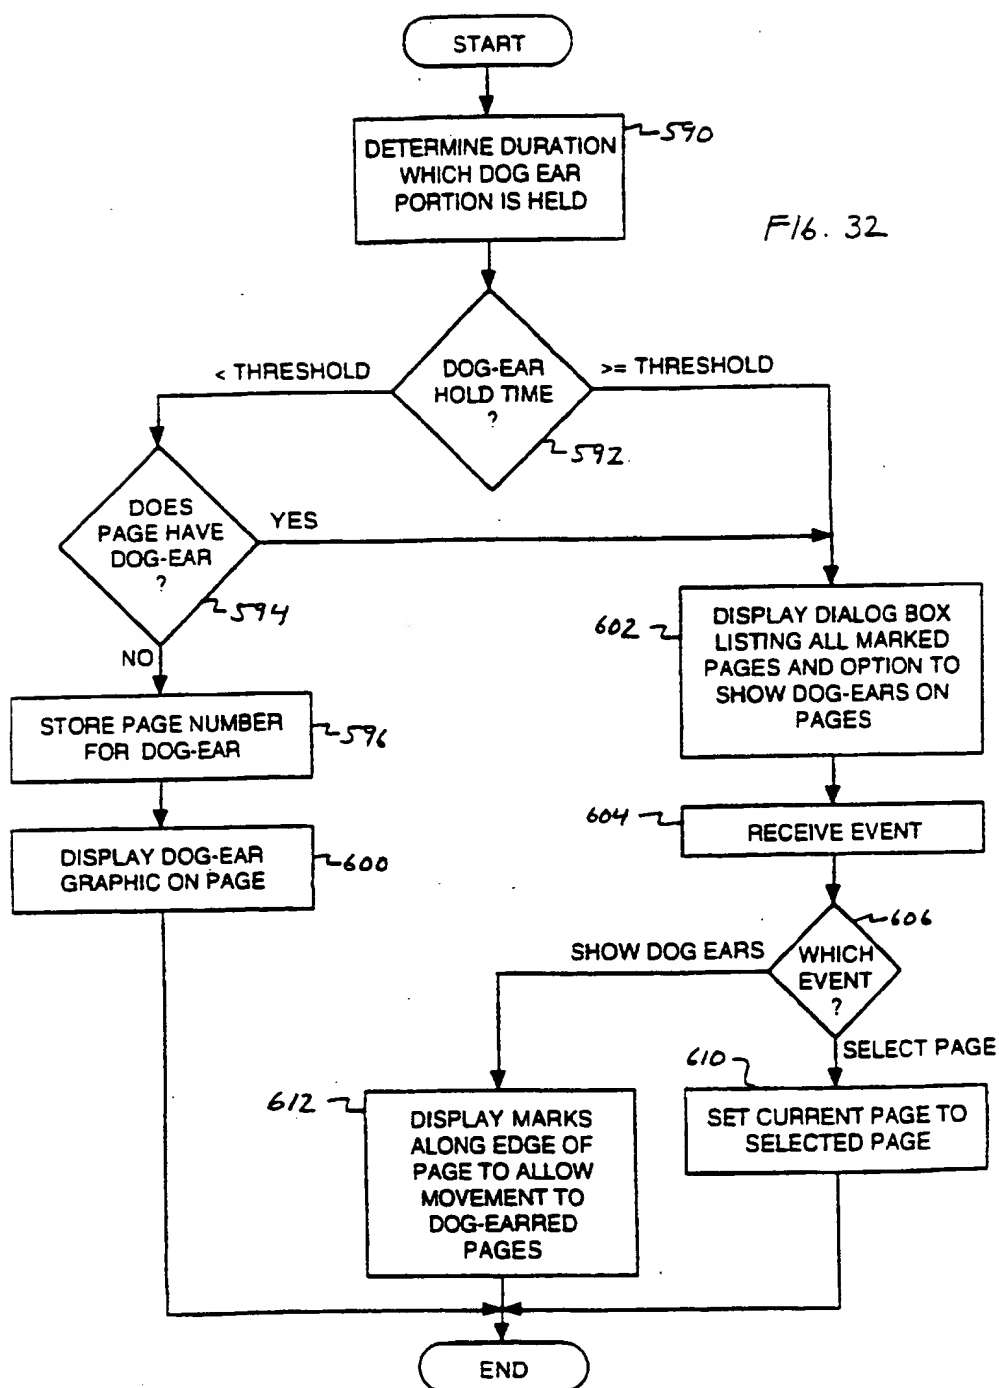 START
DETERMINE DURATION
WHICH DOG EAR
PORTION IS HELD
590
FIG. 32
< THRESHOLD
DOG-EAR
HOLD TIME
?
>= THRESHOLD
592
DOES
PAGE HAVE
DOG-EAR
?
YES
594
NO
602
DISPLAY DIALOG BOX
LISTING ALL MARKED
PAGES AND OPTION TO
SHOW DOG-EARS ON
PAGES
STORE PAGE NUMBER
FOR DOG-EAR
596
604
RECEIVE EVENT
DISPLAY DOG-EAR
GRAPHIC ON PAGE
600
606
SHOW DOG EARS
WHICH
EVENT
?
SELECT PAGE
610
SET CURRENT PAGE TO
SELECTED PAGE
612
DISPLAY MARKS
ALONG EDGE OF
PAGE TO ALLOW
MOVEMENT TO
DOG-EARRED
PAGES
END